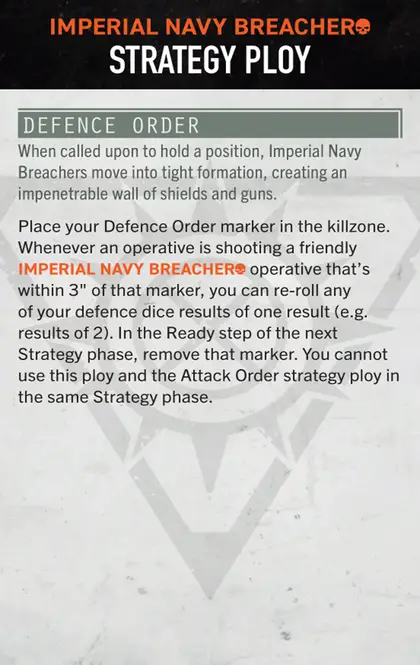 IMPERIAL NAVY BREACHER
STRATEGY PLOY
DEFENCE ORDER
When called upon to hold a position, Imperial Navy
Breachers move into tight formation, creating an
impenetrable wall of shields and guns.
Place your Defence Order marker in the killzone.
Whenever an operative is shooting a friendly
IMPERIAL NAVY BREACHER operative that's
within 3" of that marker, you can re-roll any
of your defence dice results of one result (e.g.
results of 2). In the Ready step of the next
Strategy phase, remove that marker. You cannot
use this ploy and the Attack Order strategy ploy in
the same Strategy phase.